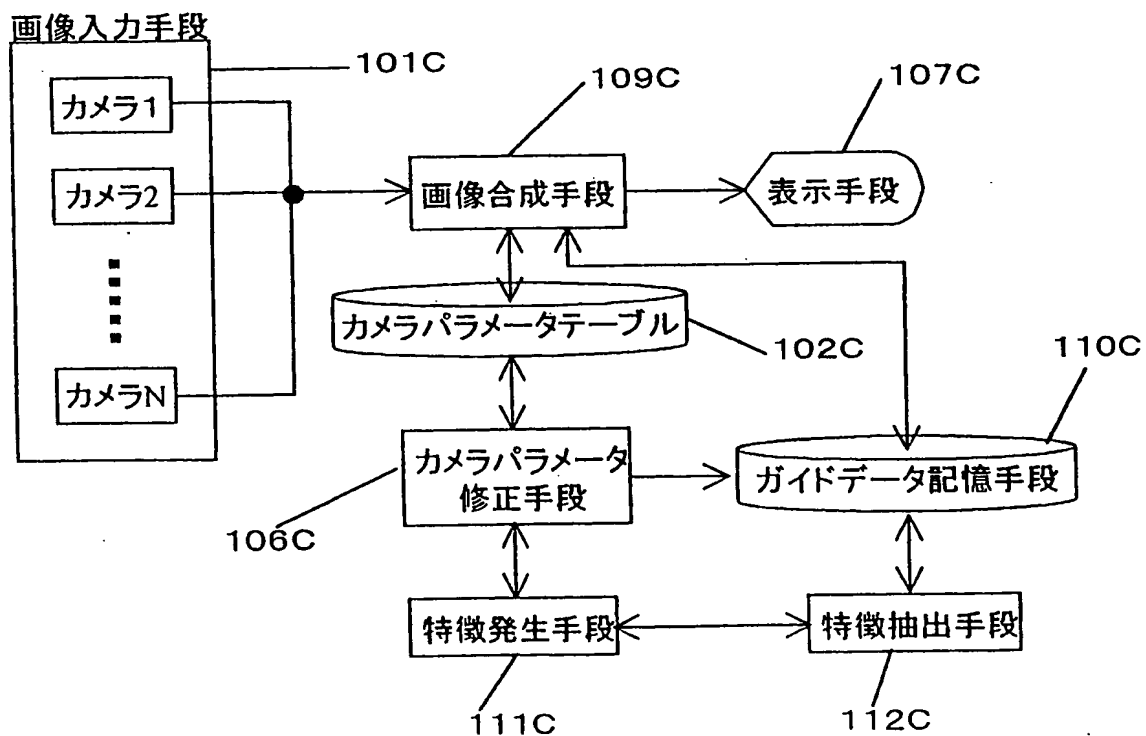 画像入力手段
101C
カメラ1
カメラ2
カメラN
109C
画像合成手段
107C
表示手段
カメラパラメータテーブル
102C
110C
カメラパラメータ
修正手段
106C
ガイドデータ記憶手段
特徴発生手段
111C
特徴抽出手段
112C